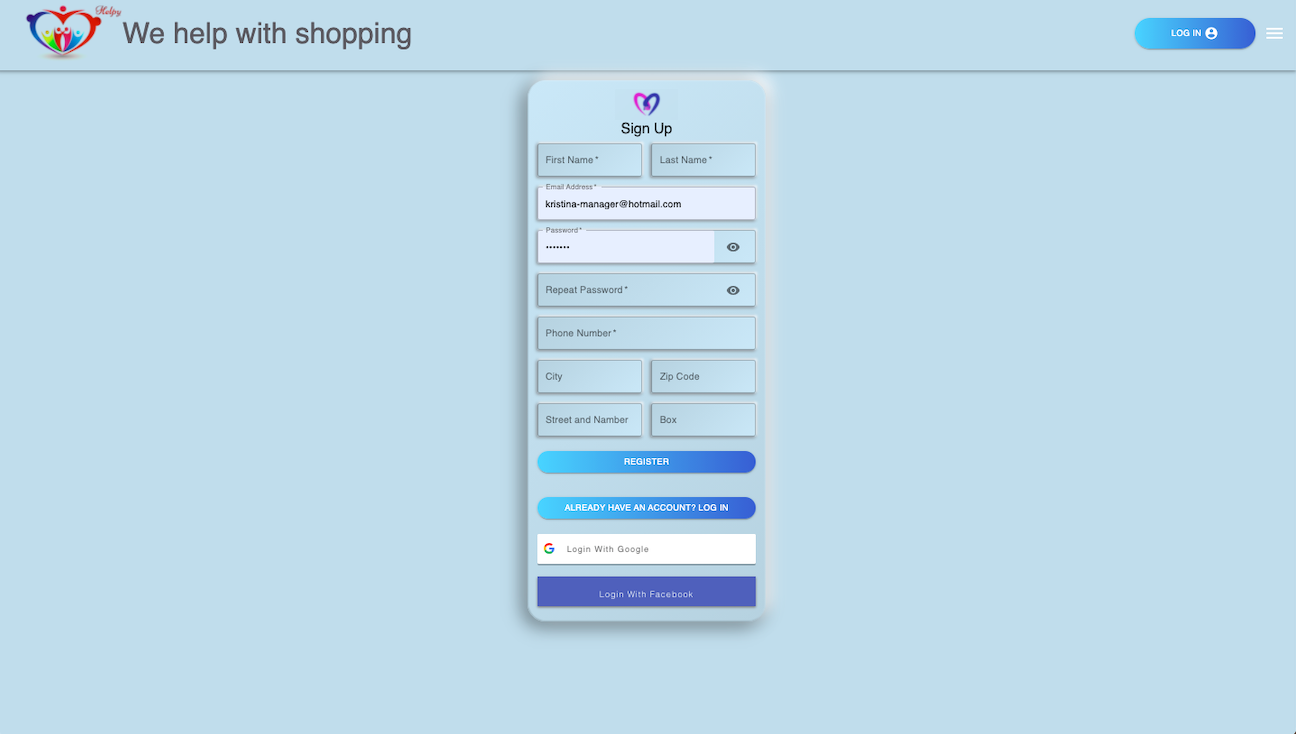 Helpy
We help with shopping
LOG IN
Sign Up
First Name *
Last Name *
Email Address *
kristina-manager@hotmail.com
Password *
•••••••
Repeat Password *
Phone Number *
City
Zip Code
Street and Namber
Box
REGISTER
ALREADY HAVE AN ACCOUNT? LOG IN
Login With Google
Login With Facebook